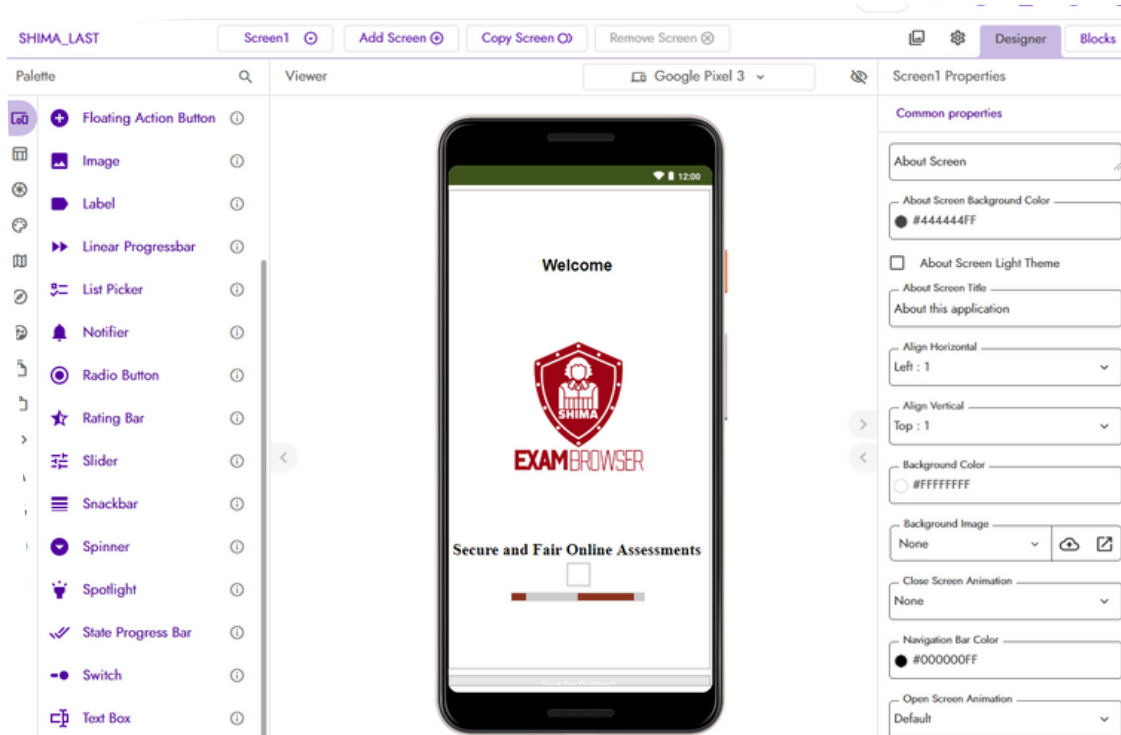 SHIMA_LAST
Screen1
Add Screen
Copy Screen
Remove Screen
Designer
Blocks
Palette
Viewer
Google Pixel 3
Screen1 Properties
Floating Action Button
Image
Label
Linear Progressbar
List Picker
Notifier
Radio Button
Rating Bar
Slider
Snackbar
Spinner
Spotlight
State Progress Bar
Switch
Text Box
12:00
Welcome
SHIMA
EXAMBROWSER
Secure and Fair Online Assessments
Common properties
About Screen
About Screen Background Color
#444444FF
About Screen Light Theme
About Screen Title
About this application
Align Horizontal
Left : 1
Align Vertical
Top : 1
Background Color
#FFFFFFFF
Background Image
None
Close Screen Animation
None
Navigation Bar Color
#000000FF
Open Screen Animation
Default